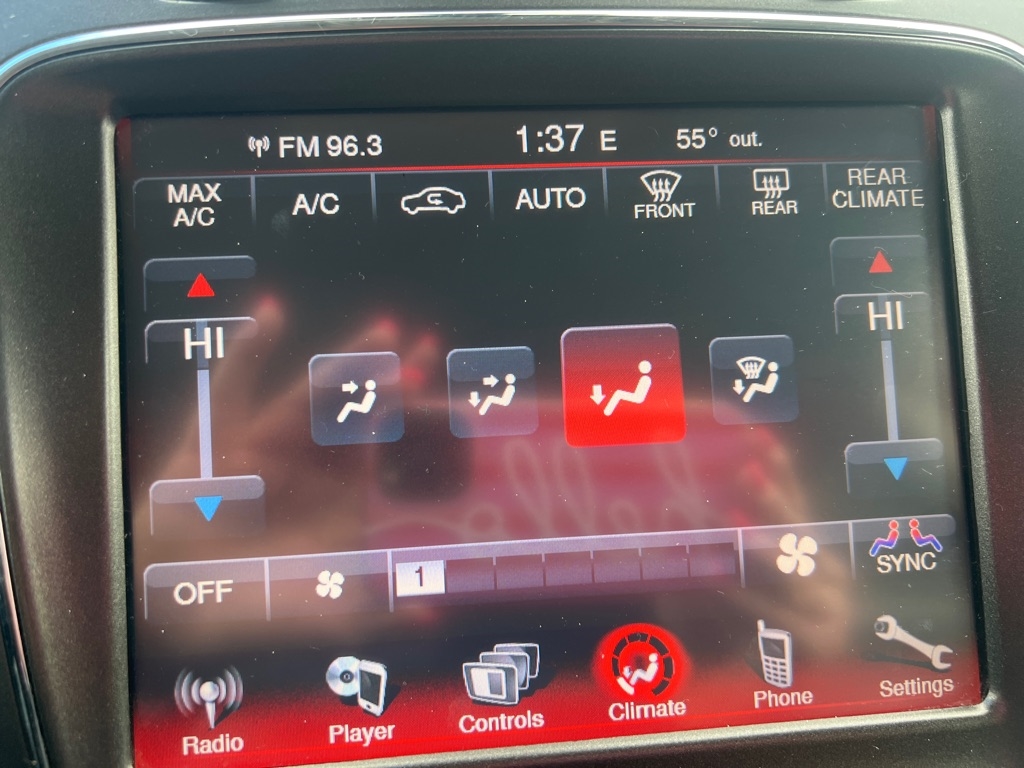 FM 96.3 1:37 E 55° out.
MAX A/C A/C AUTO FRONT REAR REAR CLIMATE
HI HI
OFF 1 SYNC
Radio Player Controls Climate Phone Settings
hello